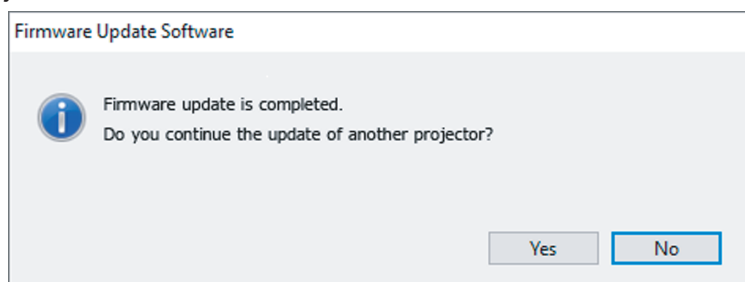 Firmware Update Software
Firmware update is completed.
Do you continue the update of another projector?
Yes No